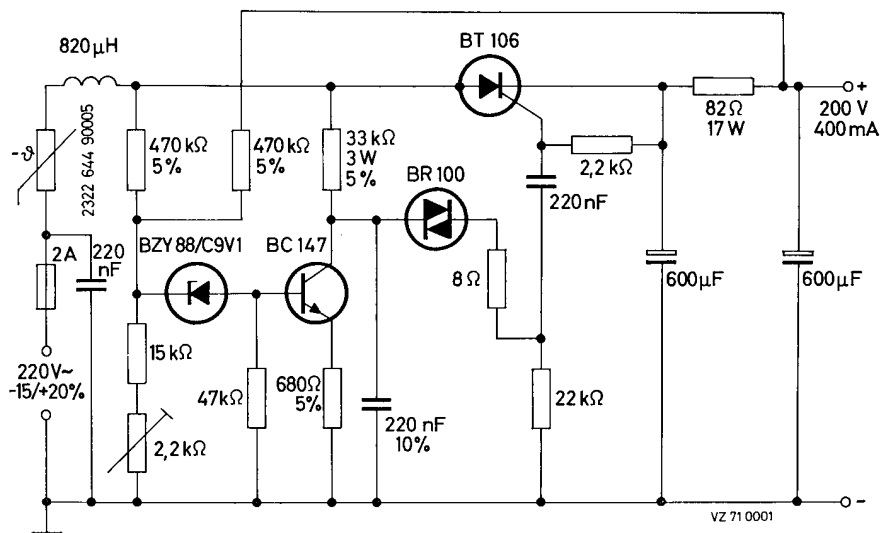 820µH
BT 106
2322 644 90005
-ϑ
470 kΩ
5%
470 kΩ
5%
33 kΩ
3 W
5%
BR 100
2,2 kΩ
82Ω
17 W
+
200 V
400 mA
220 nF
2A
220
nF
BZY 88/C9V1
BC 147
8 Ω
600µF
600µF
220V~
-15/+20%
15 kΩ
47kΩ
680Ω
5%
220 nF
10%
22 kΩ
2,2 kΩ
-
VZ 71 0001